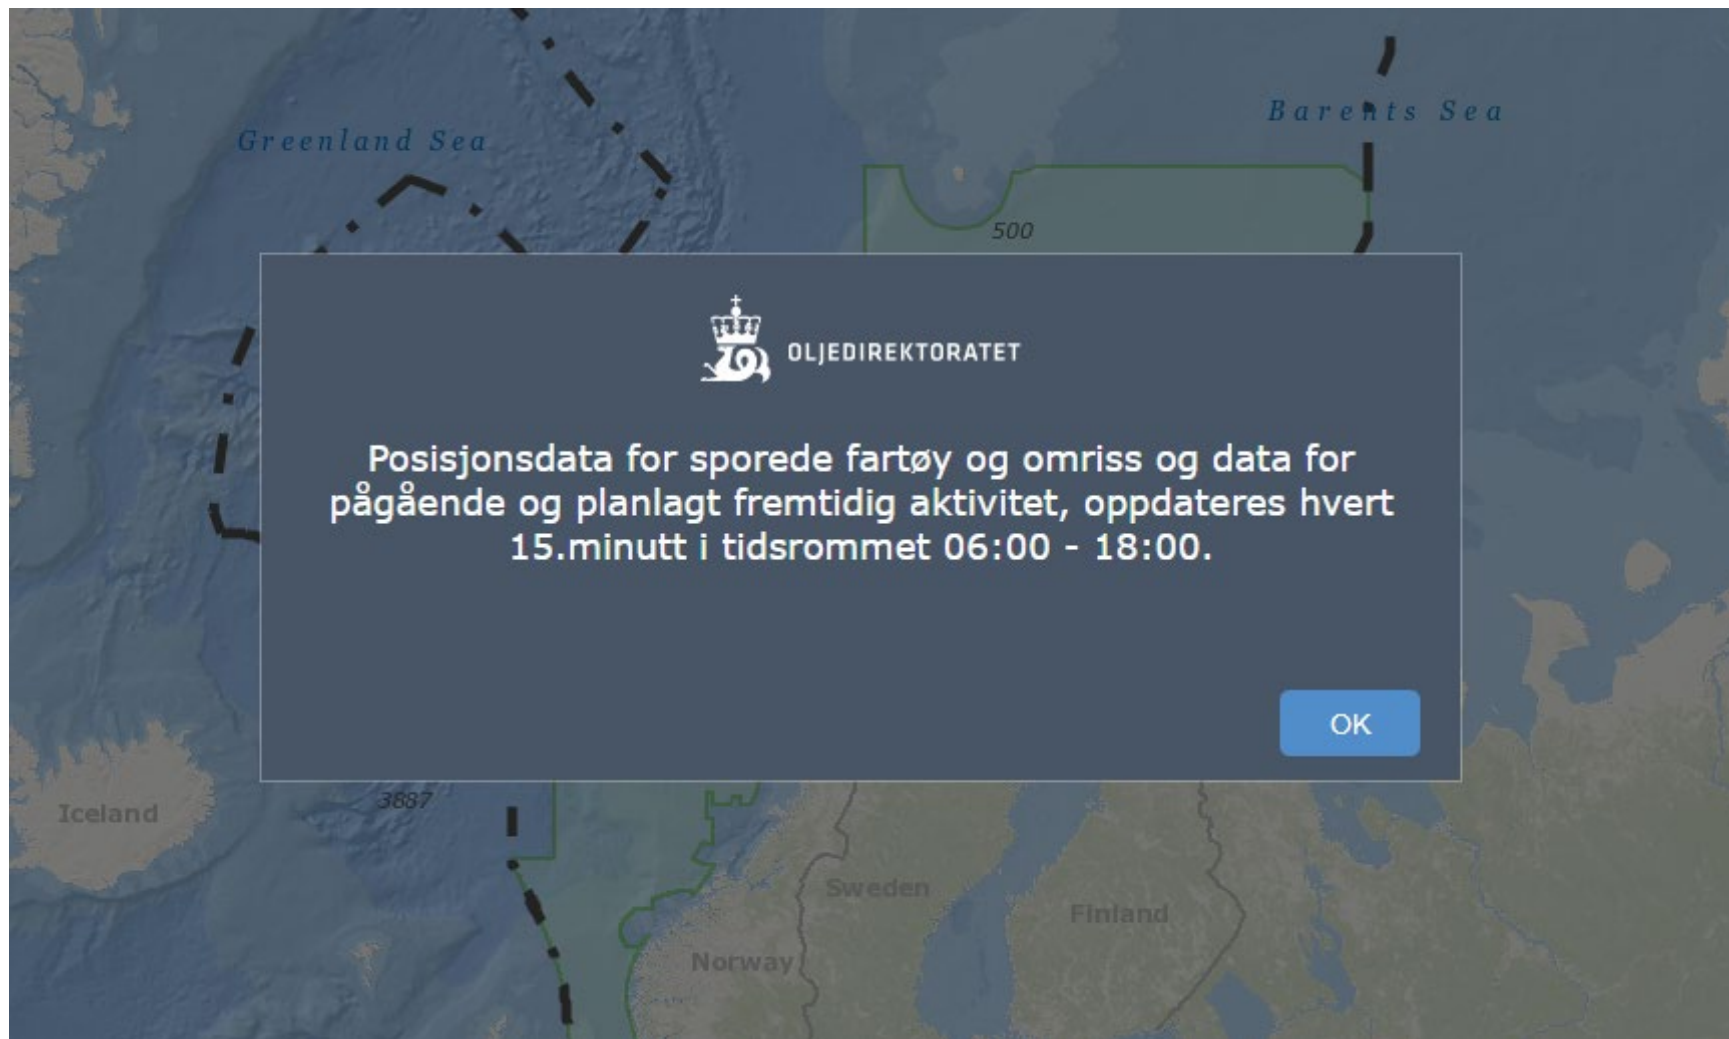 Greenland Sea
Barents Sea
500
OLJEDIREKTORATET
Posisjonsdata for sporede fartøy og omriss og data for
pågående og planlagt fremtidig aktivitet, oppdateres hvert
15.minutt i tidsrommet 06:00 - 18:00.
OK
3887
Iceland
Sweden
Finland
Norway